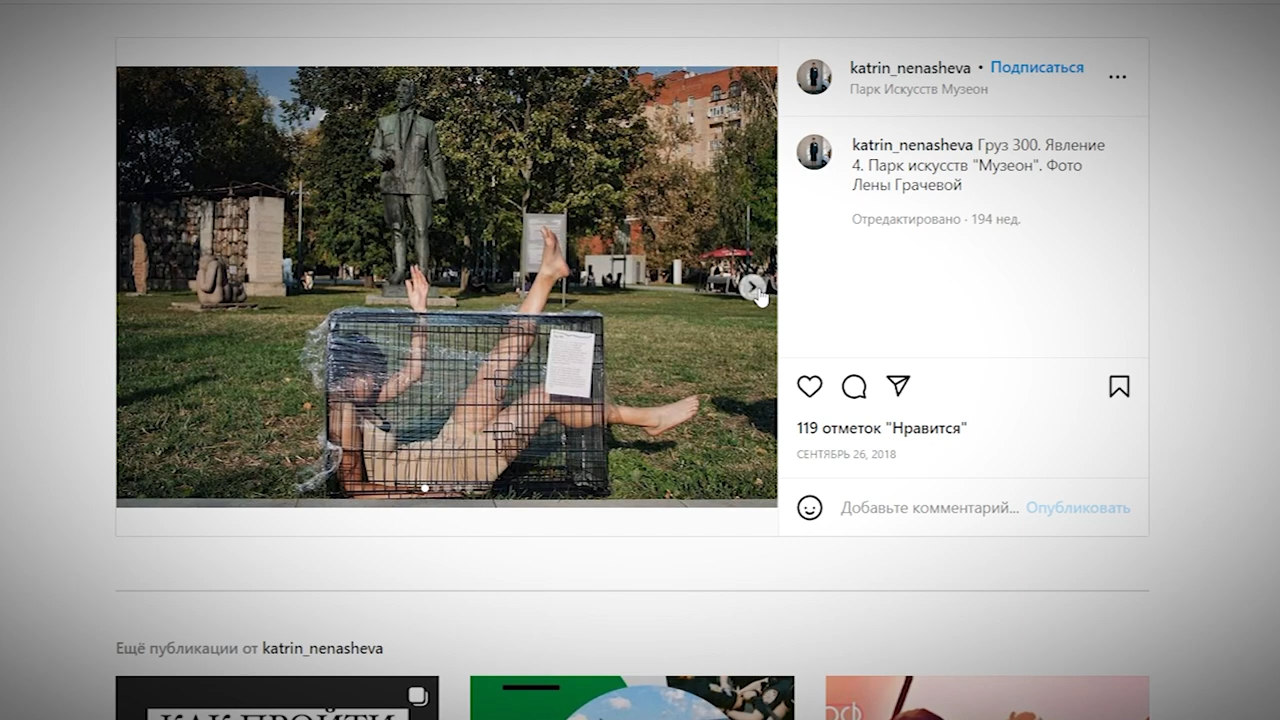 katrin_nenasheva • Подписаться
Парк Искусств Музеон
katrin_nenasheva Груз 300. Явление
4. Парк искусств "Музеон". Фото
Лены Грачевой
Отредактировано · 194 нед.
119 отметок "Нравится"
СЕНТЯБРЬ 26, 2018
Добавьте комментарий... Опубликовать
Ещё публикации от katrin_nenasheva
КАК ПРОЙТИ